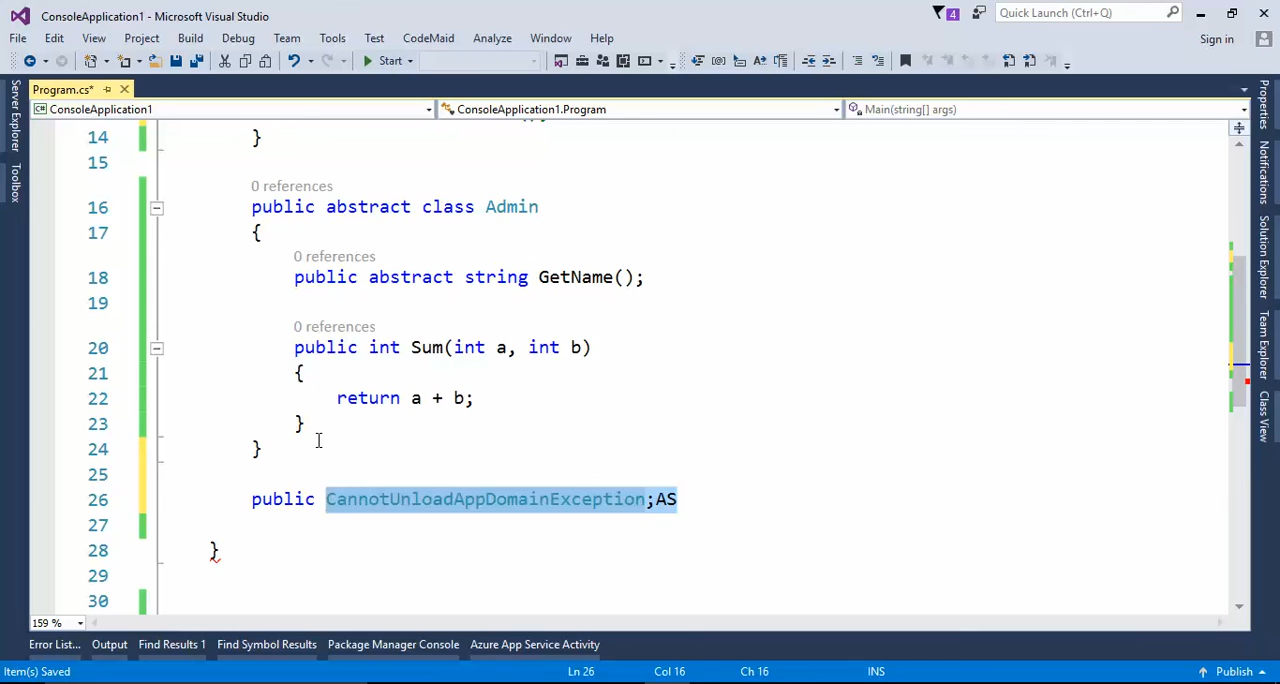 ConsoleApplication1 - Microsoft Visual Studio
4
Quick Launch (Ctrl+Q)
File Edit View Project Build Debug Team Tools Test CodeMaid Analyze Window Help
Sign in
Start
Program.cs*
ConsoleApplication1
ConsoleApplication1.Program
Main(string[] args)
Server Explorer
Toolbox
Properties
Notifications
Solution Explorer
Team Explorer
Class View
14 }
15
0 references
16 public abstract class Admin
17 {
0 references
18 public abstract string GetName();
19
0 references
20 public int Sum(int a, int b)
21 {
22 return a + b;
23 }
24 }
25
26 public CannotUnloadAppDomainException;AS
27
28 }
29
30
159 %
Error List... Output Find Results 1 Find Symbol Results Package Manager Console Azure App Service Activity
Item(s) Saved Ln 26 Col 16 Ch 16 INS Publish